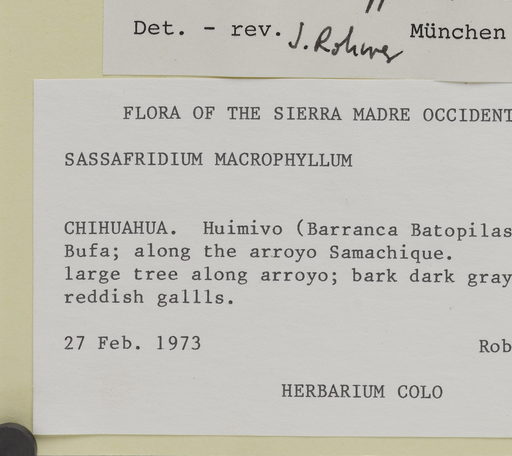 Det. - rev. J. Rohwer München
FLORA OF THE SIERRA MADRE OCCIDENT
SASSAFRIDIUM MACROPHYLLUM
CHIHUAHUA. Huimivo (Barranca Batopilas
Bufa; along the arroyo Samachique.
large tree along arroyo; bark dark gray
reddish gallls.
27 Feb. 1973 Rob
HERBARIUM COLO